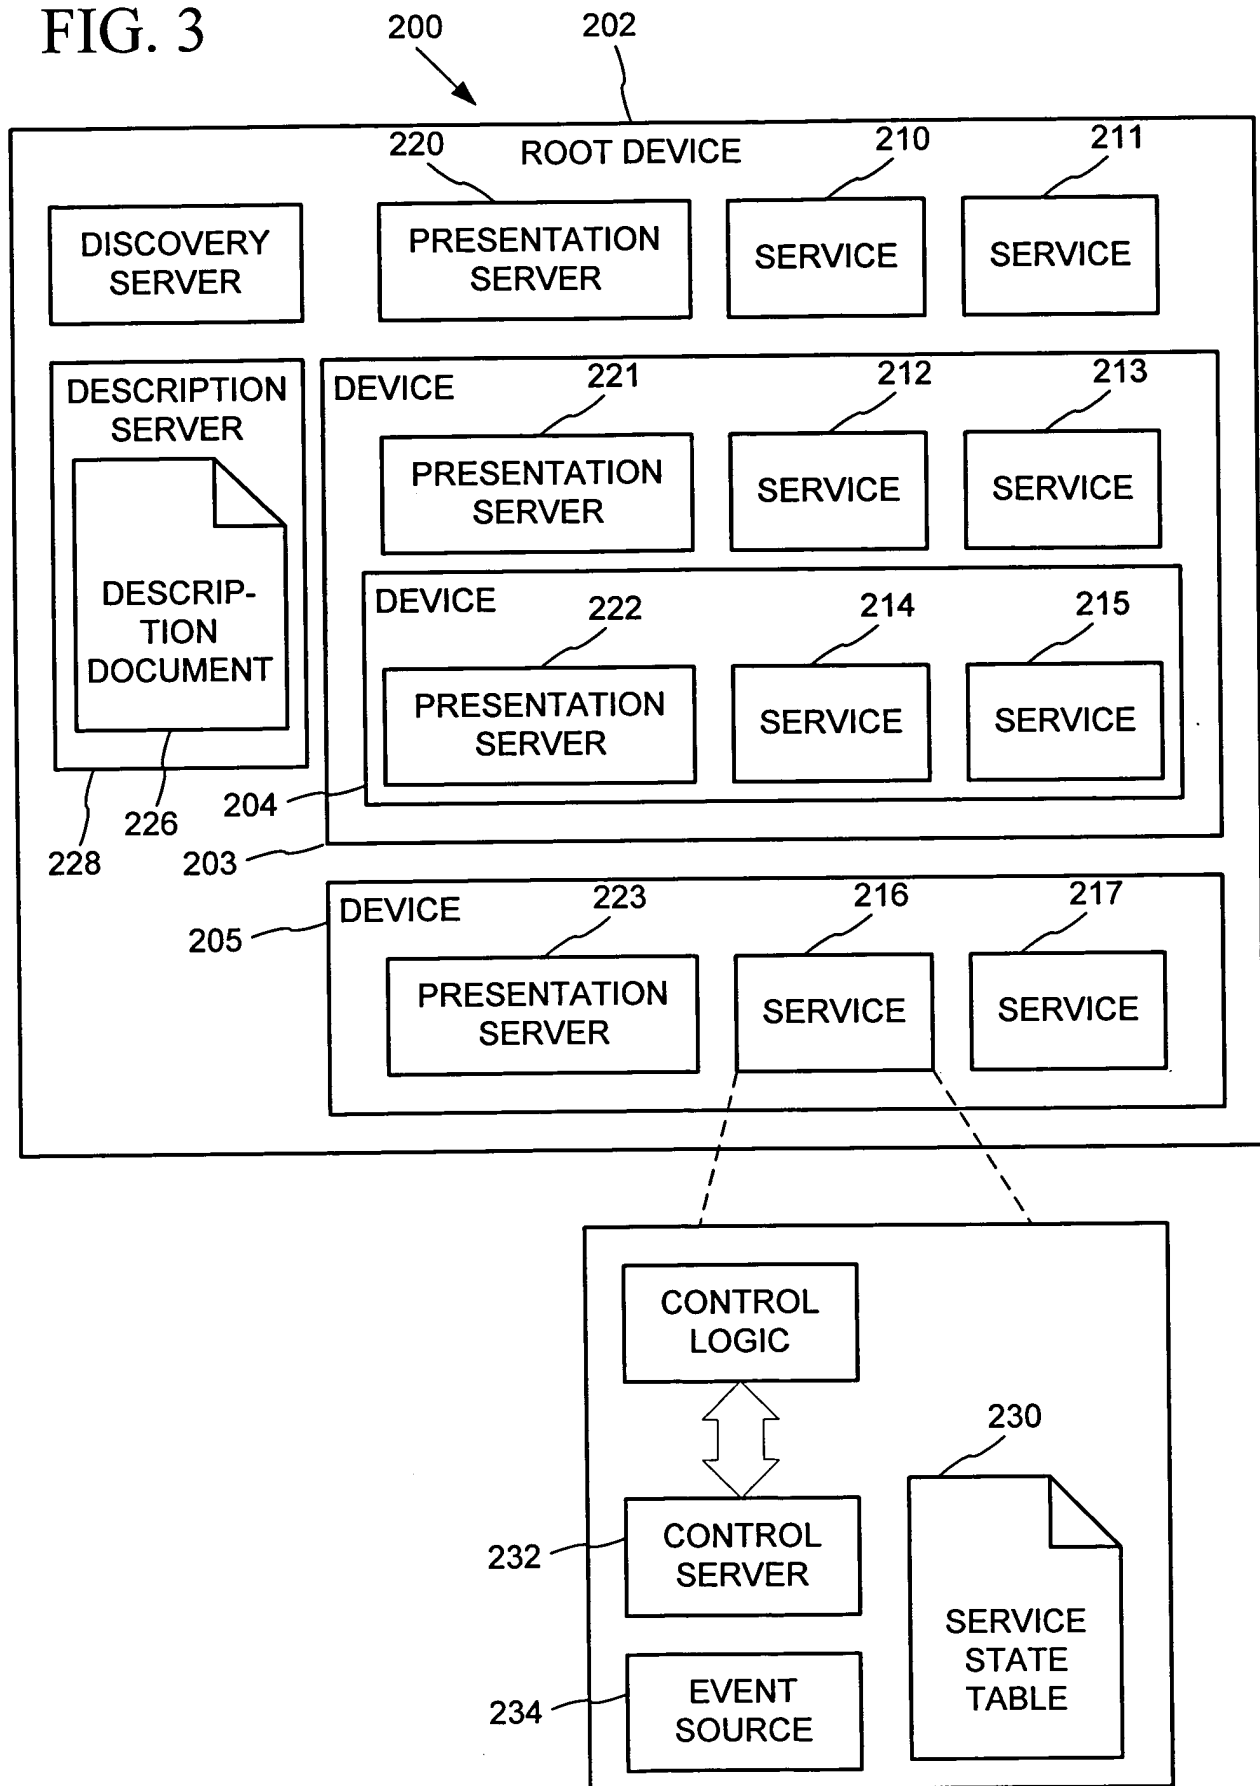 FIG. 3
200
202
220
ROOT DEVICE
210
211
DISCOVERY
SERVER
PRESENTATION
SERVER
SERVICE
SERVICE
DESCRIPTION
SERVER
DESCRIP-
TION
DOCUMENT
226
228
DEVICE
221
212
213
PRESENTATION
SERVER
SERVICE
SERVICE
DEVICE
222
214
215
PRESENTATION
SERVER
SERVICE
SERVICE
204
203
DEVICE
223
216
217
205
PRESENTATION
SERVER
SERVICE
SERVICE
CONTROL
LOGIC
230
232
CONTROL
SERVER
SERVICE
STATE
TABLE
234
EVENT
SOURCE